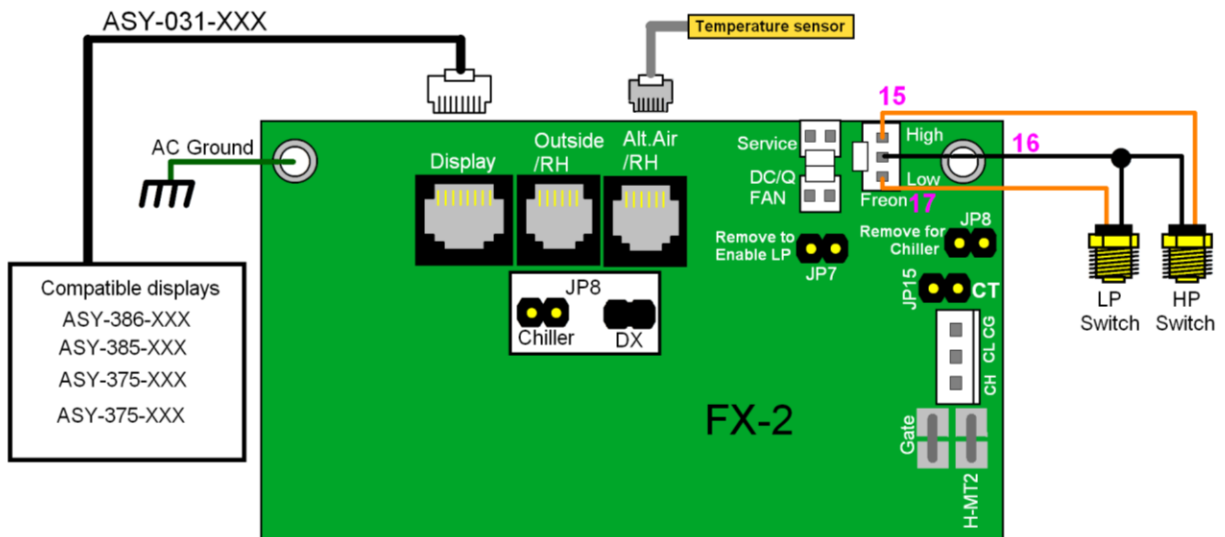 ASY-031-XXX
Temperature sensor
15
AC Ground
Display
Outside
/RH
Alt.Air
/RH
Service
High
16
DC/Q
FAN
Low
Freon
17
Remove to
Enable LP
JP7
Remove for
Chiller
JP8
JP15
CT
LP
Switch
HP
Switch
Compatible displays
ASY-386-XXX
ASY-385-XXX
ASY-375-XXX
ASY-375-XXX
JP8
Chiller
DX
CH CL CG
FX-2
Gate
H-MT2